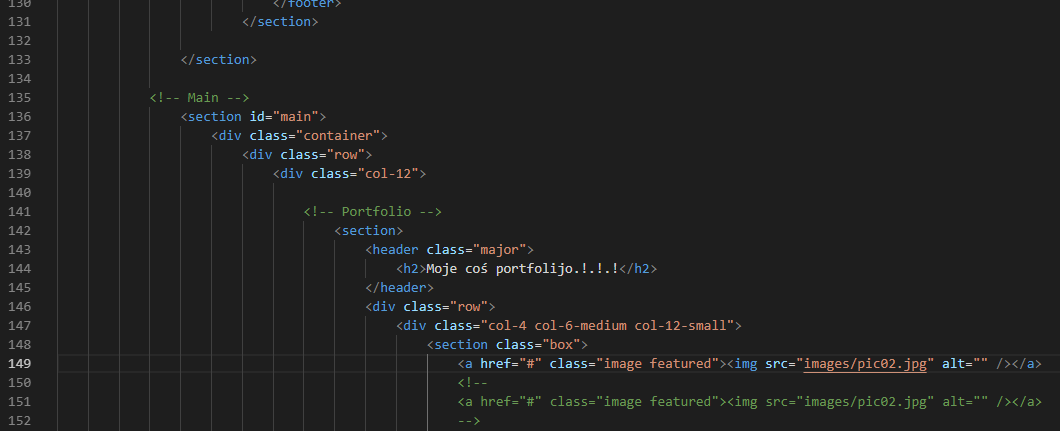 130 </footer>
131 </section>
132
133 </section>
134
135 <!-- Main -->
136 <section id="main">
137 <div class="container">
138 <div class="row">
139 <div class="col-12">
140
141 <!-- Portfolio -->
142 <section>
143 <header class="major">
144 <h2>Moje coś portfolijo.!.!.!</h2>
145 </header>
146 <div class="row">
147 <div class="col-4 col-6-medium col-12-small">
148 <section class="box">
149 <a href="#" class="image featured"><img src="images/pic02.jpg" alt="" /></a>
150 <!--
151 <a href="#" class="image featured"><img src="images/pic02.jpg" alt="" /></a>
152 -->